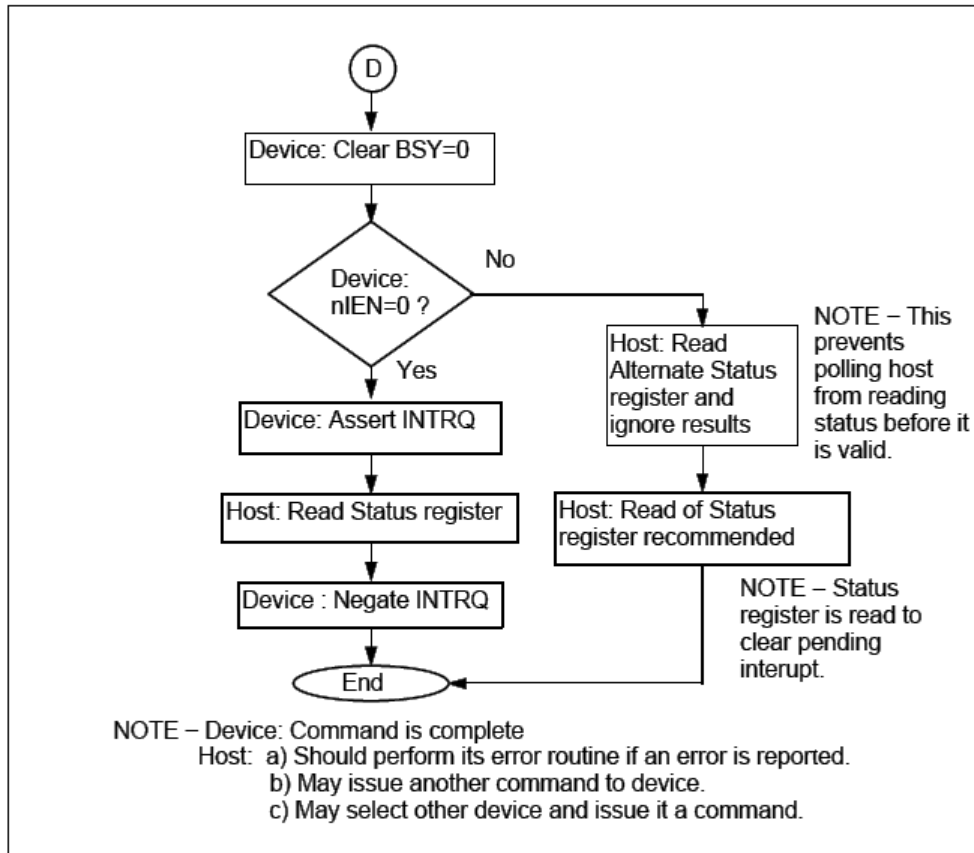 D
Device: Clear BSY=0
Device:
nIEN=0 ?
No
Yes
Host: Read
Alternate Status
register and
ignore results
NOTE – This
prevents
polling host
from reading
status before it
is valid.
Device: Assert INTRQ
Host: Read Status register
Host: Read of Status
register recommended
Device : Negate INTRQ
NOTE – Status
register is read to
clear pending
interupt.
End
NOTE – Device: Command is complete
Host: a) Should perform its error routine if an error is reported.
b) May issue another command to device.
c) May select other device and issue it a command.